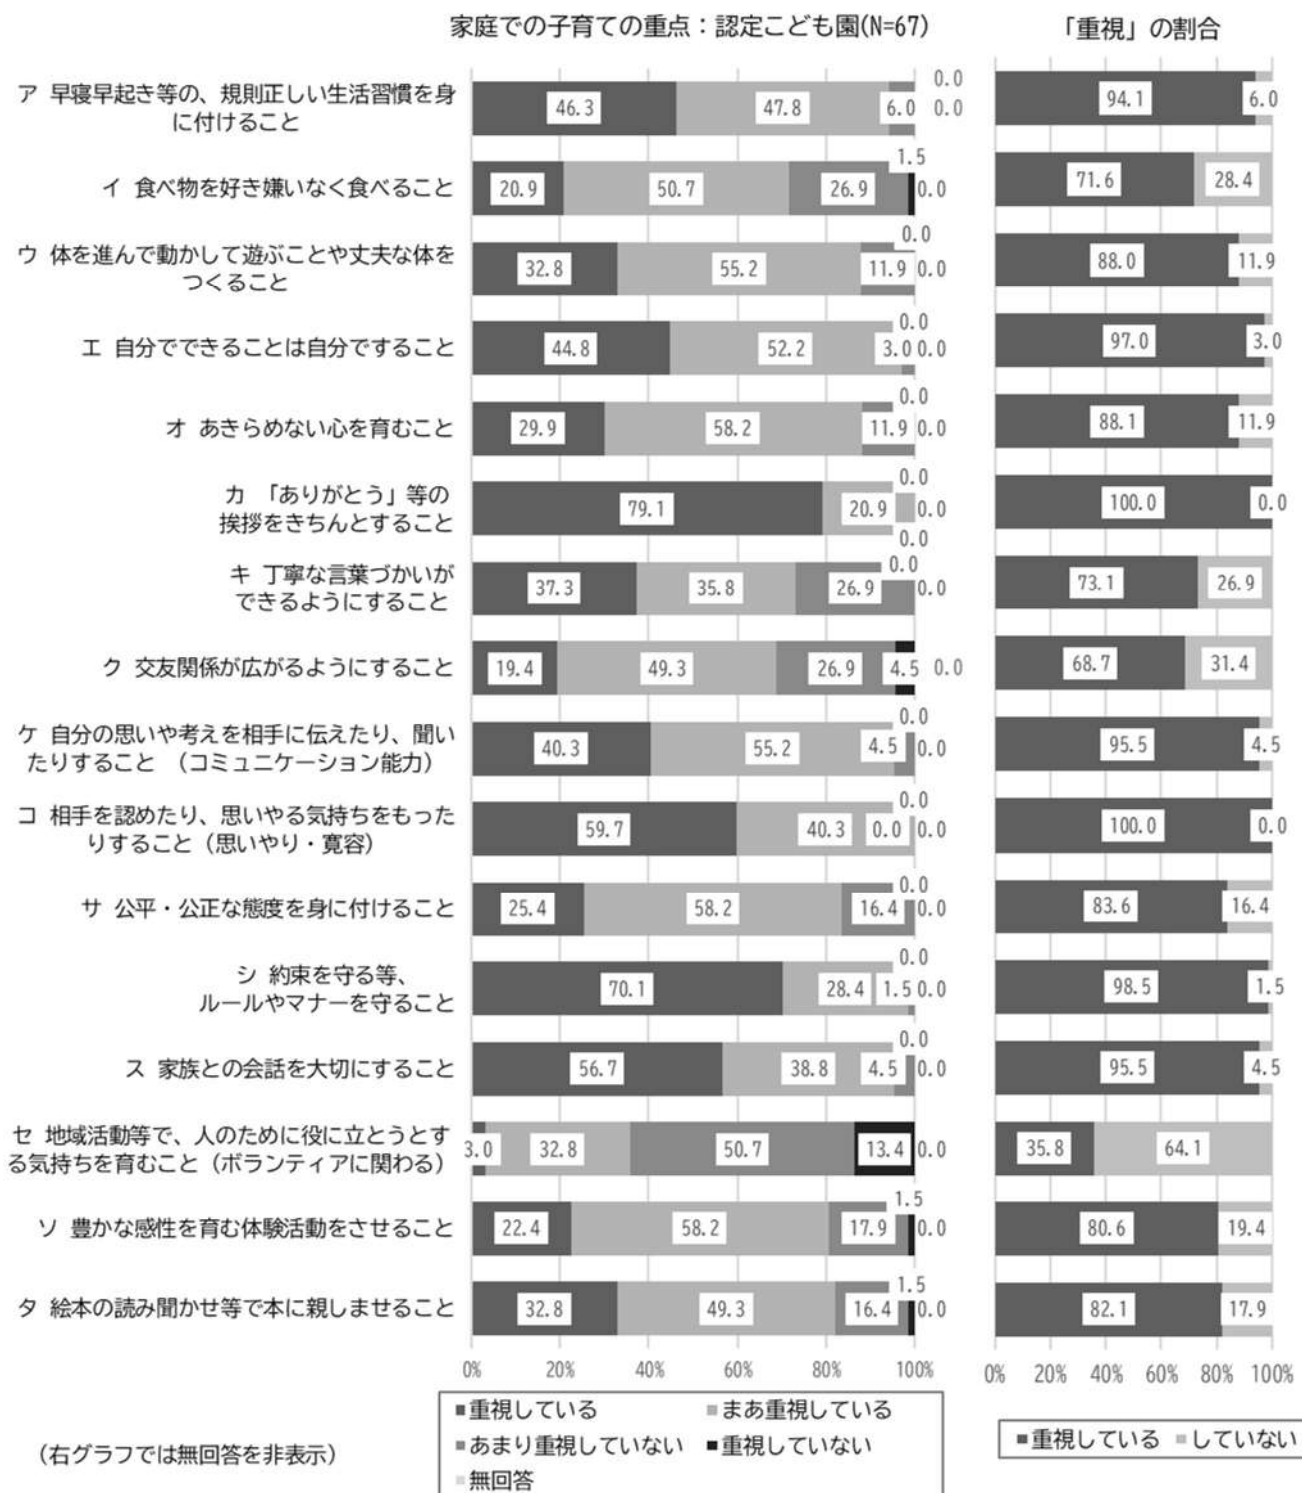 家庭での子育ての重点：認定こども園(N=67)
「重視」の割合
ア 早寝早起き等の、規則正しい生活習慣を身
に付けること
46.3 47.8 6.0 0.0 0.0
94.1 6.0
イ 食べ物を好き嫌いなく食べること
20.9 50.7 26.9 1.5 0.0
71.6 28.4
ウ 体を進んで動かして遊ぶことや丈夫な体を
つくること
32.8 55.2 11.9 0.0 0.0
88.0 11.9
エ 自分でできることは自分ですること
44.8 52.2 3.0 0.0 0.0
97.0 3.0
オ あきらめない心を育むこと
29.9 58.2 11.9 0.0 0.0
88.1 11.9
カ 「ありがとう」等の
挨拶をきちんとすること
79.1 20.9 0.0 0.0 0.0
100.0 0.0
キ 丁寧な言葉づかいが
できるようにすること
37.3 35.8 26.9 0.0 0.0
73.1 26.9
ク 交友関係が広がるようにすること
19.4 49.3 26.9 4.5 0.0
68.7 31.4
ケ 自分の思いや考えを相手に伝えたり、聞い
たりすること （コミュニケーション能力）
40.3 55.2 4.5 0.0 0.0
95.5 4.5
コ 相手を認めたり、思いやる気持ちをもった
りすること（思いやり・寛容）
59.7 40.3 0.0 0.0 0.0
100.0 0.0
サ 公平・公正な態度を身に付けること
25.4 58.2 16.4 0.0 0.0
83.6 16.4
シ 約束を守る等、
ルールやマナーを守ること
70.1 28.4 1.5 0.0 0.0
98.5 1.5
ス 家族との会話を大切にすること
56.7 38.8 4.5 0.0 0.0
95.5 4.5
セ 地域活動等で、人のために役に立とうとす
る気持ちを育むこと（ボランティアに関わる）
3.0 32.8 50.7 13.4 0.0
35.8 64.1
ソ 豊かな感性を育む体験活動をさせること
22.4 58.2 17.9 1.5 0.0
80.6 19.4
タ 絵本の読み聞かせ等で本に親しませること
32.8 49.3 16.4 1.5 0.0
82.1 17.9
0% 20% 40% 60% 80% 100%
0% 20% 40% 60% 80% 100%
重視している まあ重視している
あまり重視していない 重視していない
無回答
重視している していない
（右グラフでは無回答を非表示）